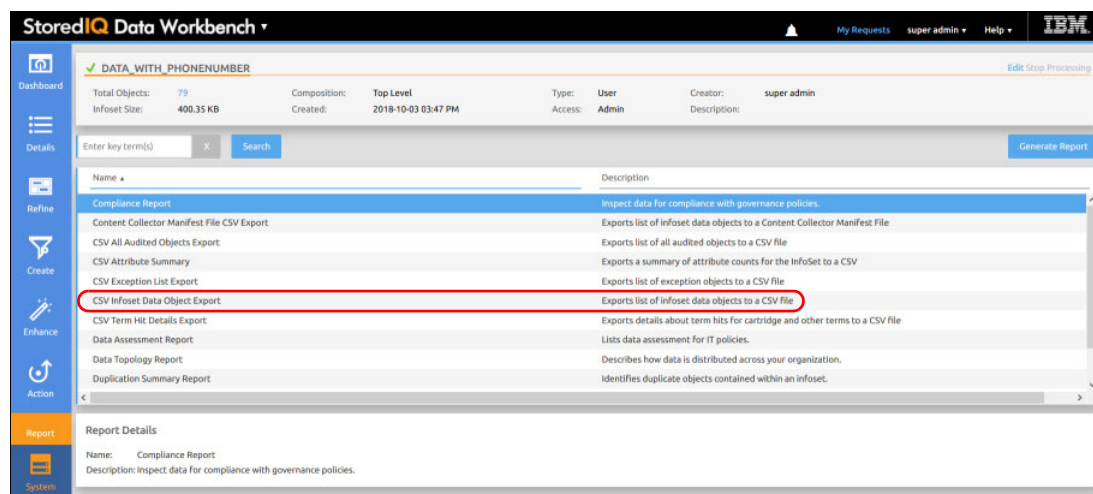 StoredIQ Data Workbench
My Requests super admin Help IBM
Dashboard
Details
Refine
Create
Enhance
Action
Report
System
DATA_WITH_PHONENUMBER Edit Stop Processing
Total Objects: 79 Composition: Top Level Type: User Creator: super admin
Infoset Size: 400.35 KB Created: 2018-10-03 03:47 PM Access: Admin Description:
Enter key term(s) X Search Generate Report
Name Description
Compliance Report Inspect data for compliance with governance policies.
Content Collector Manifest File CSV Export Exports list of infoset data objects to a Content Collector Manifest File
CSV All Audited Objects Export Exports list of all audited objects to a CSV file
CSV Attribute Summary Exports a summary of attribute counts for the InfoSet to a CSV
CSV Exception List Export Exports list of exception objects to a CSV file
CSV Infoset Data Object Export Exports list of infoset data objects to a CSV file
CSV Term Hit Details Export Exports details about term hits for cartridge and other terms to a CSV file
Data Assessment Report Lists data assessment for IT policies.
Data Topology Report Describes how data is distributed across your organization.
Duplication Summary Report Identifies duplicate objects contained within an infoset.
Report Details
Name: Compliance Report
Description: Inspect data for compliance with governance policies.